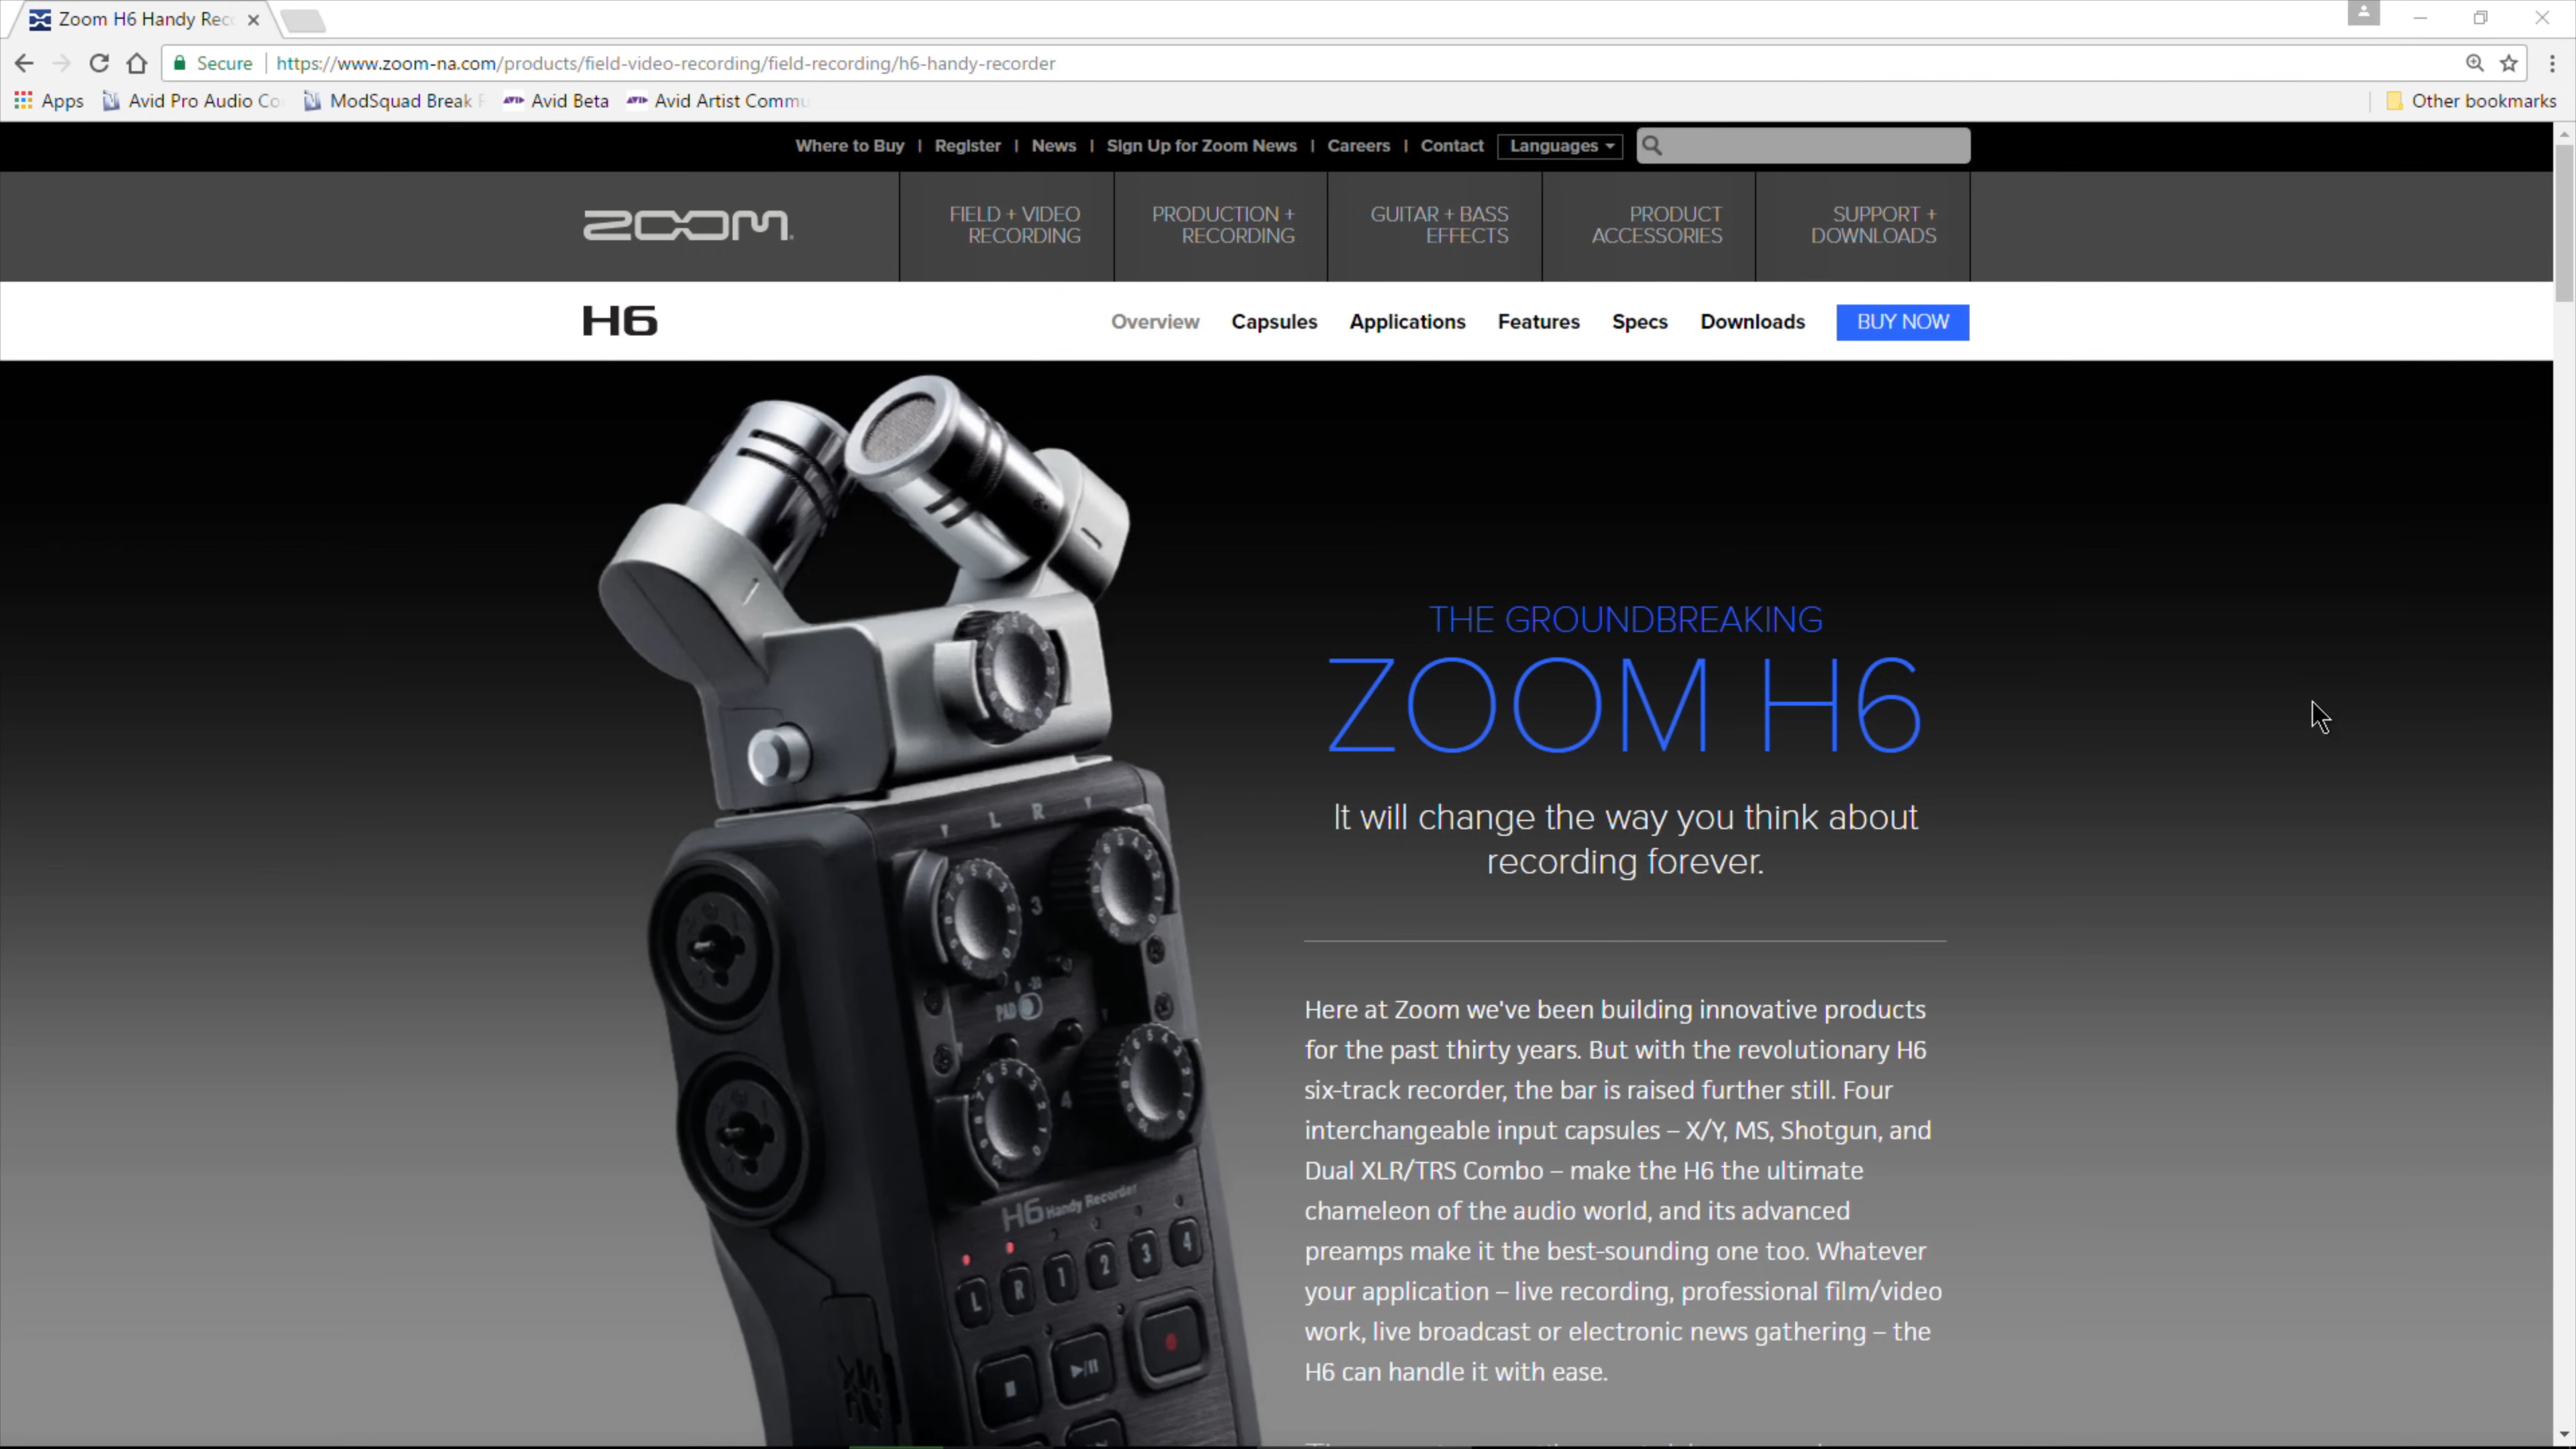 Zoom H6 Handy Rec
Secure
https://www.zoom-na.com/products/field-video-recording/field-recording/h6-handy-recorder
Apps
Avid Pro Audio Co
ModSquad Break
Avid Beta
Avid Artist Commu
Other bookmarks
Where to Buy | Register | News | Sign Up for Zoom News | Careers | Contact
Languages
ZOOM
FIELD + VIDEO
RECORDING
PRODUCTION +
RECORDING
GUITAR + BASS
EFFECTS
PRODUCT
ACCESSORIES
SUPPORT +
DOWNLOADS
H6
Overview
Capsules
Applications
Features
Specs
Downloads
BUY NOW
THE GROUNDBREAKING
ZOOM H6
It will change the way you think about
recording forever.
Here at Zoom we've been building innovative products
for the past thirty years. But with the revolutionary H6
six-track recorder, the bar is raised further still. Four
interchangeable input capsules – X/Y, MS, Shotgun, and
Dual XLR/TRS Combo – make the H6 the ultimate
chameleon of the audio world, and its advanced
preamps make it the best-sounding one too. Whatever
your application – live recording, professional film/video
work, live broadcast or electronic news gathering – the
H6 can handle it with ease.
L R
3
PAD
0 -20
4
H6 Handy Recorder
L R 1 2 3 4